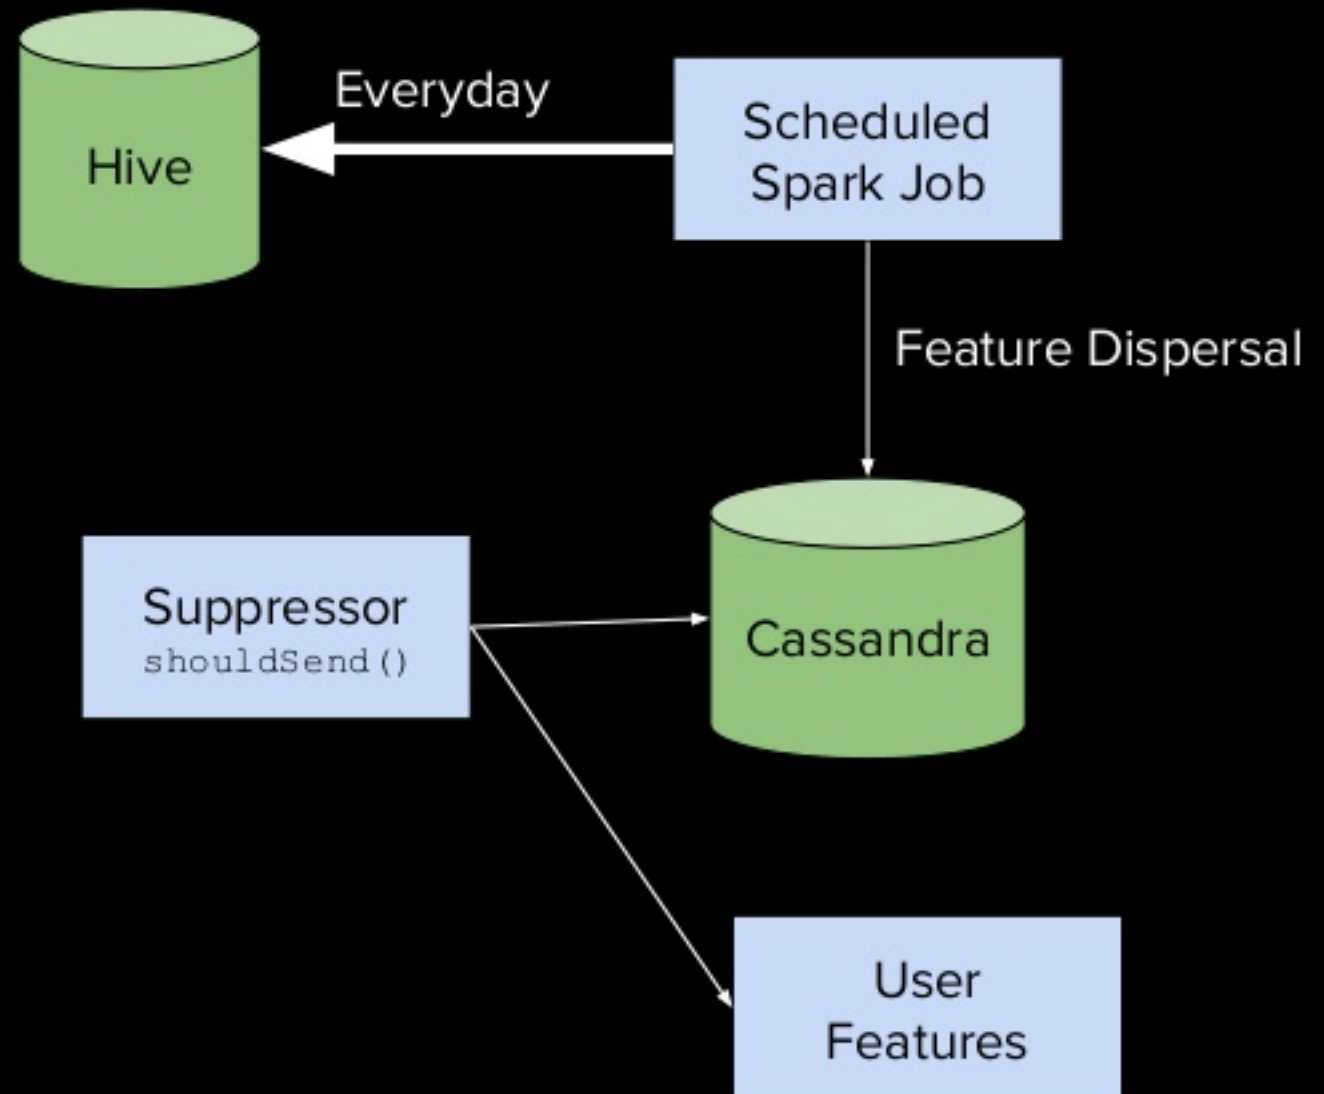 Everyday
Scheduled
Spark Job
Hive
Feature Dispersal
Suppressor
shouldSend()
Cassandra
User
Features